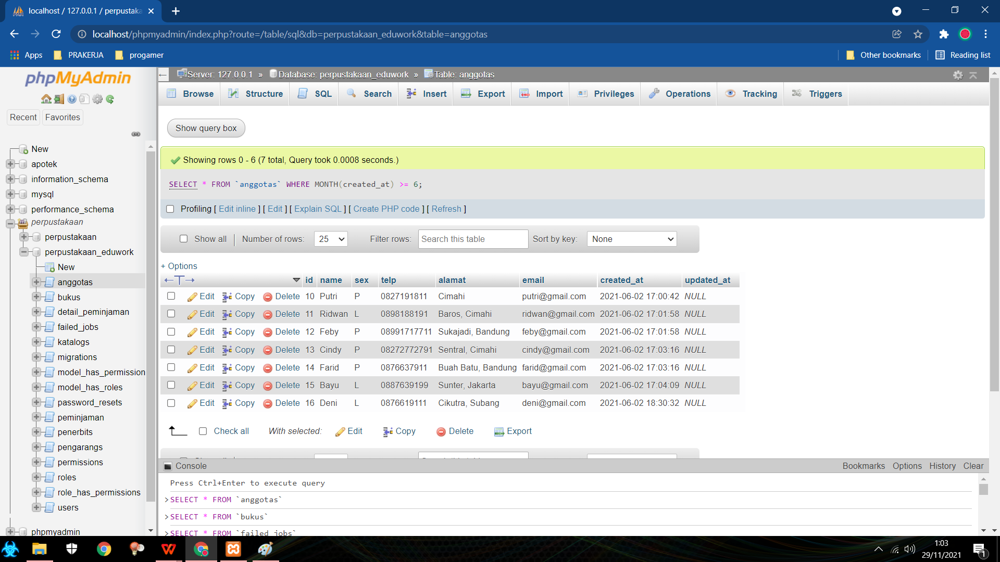 localhost / 127.0.0.1 / perpustaka
localhost/phpmyadmin/index.php?route=/table/sql&db=perpustakaan_eduwork&table=anggotas
Apps PRAKERJA progamer Other bookmarks Reading list
phpMyAdmin
Recent Favorites
New
apotek
information_schema
mysql
performance_schema
perpustakaan
perpustakaan
perpustakaan_eduwork
New
anggotas
bukus
detail_peminjaman
failed_jobs
katalogs
migrations
model_has_permission
model_has_roles
password_resets
peminjaman
penerbits
pengarangs
permissions
roles
role_has_permissions
users
phpmyadmin
Server: 127.0.0.1 » Database: perpustakaan_eduwork » Table: anggotas
Browse Structure SQL Search Insert Export Import Privileges Operations Tracking Triggers
Show query box
Showing rows 0 - 6 (7 total, Query took 0.0008 seconds.)
SELECT * FROM `anggotas` WHERE MONTH(created_at) >= 6;
Profiling [ Edit inline ] [ Edit ] [ Explain SQL ] [ Create PHP code ] [ Refresh ]
Show all Number of rows: 25 Filter rows: Search this table Sort by key: None
+ Options
←T→ id name sex telp alamat email created_at updated_at
Edit Copy Delete 10 Putri P 0827191811 Cimahi putri@gmail.com 2021-06-02 17:00:42 NULL
Edit Copy Delete 11 Ridwan L 0898188191 Baros, Cimahi ridwan@gmail.com 2021-06-02 17:01:58 NULL
Edit Copy Delete 12 Feby P 08991717711 Sukajadi, Bandung feby@gmail.com 2021-06-02 17:01:58 NULL
Edit Copy Delete 13 Cindy P 08272772791 Sentral, Cimahi cindy@gmail.com 2021-06-02 17:03:16 NULL
Edit Copy Delete 14 Farid P 0876637911 Buah Batu, Bandung farid@gmail.com 2021-06-02 17:03:16 NULL
Edit Copy Delete 15 Bayu L 0887639199 Sunter, Jakarta bayu@gmail.com 2021-06-02 17:04:09 NULL
Edit Copy Delete 16 Deni L 0876619111 Cikutra, Subang deni@gmail.com 2021-06-02 18:30:32 NULL
Check all With selected: Edit Copy Delete Export
Console Bookmarks Options History Clear
Press Ctrl+Enter to execute query
>SELECT * FROM `anggotas`
>SELECT * FROM `bukus`
>SELECT * FROM `failed_jobs`
1:03
29/11/2021
1